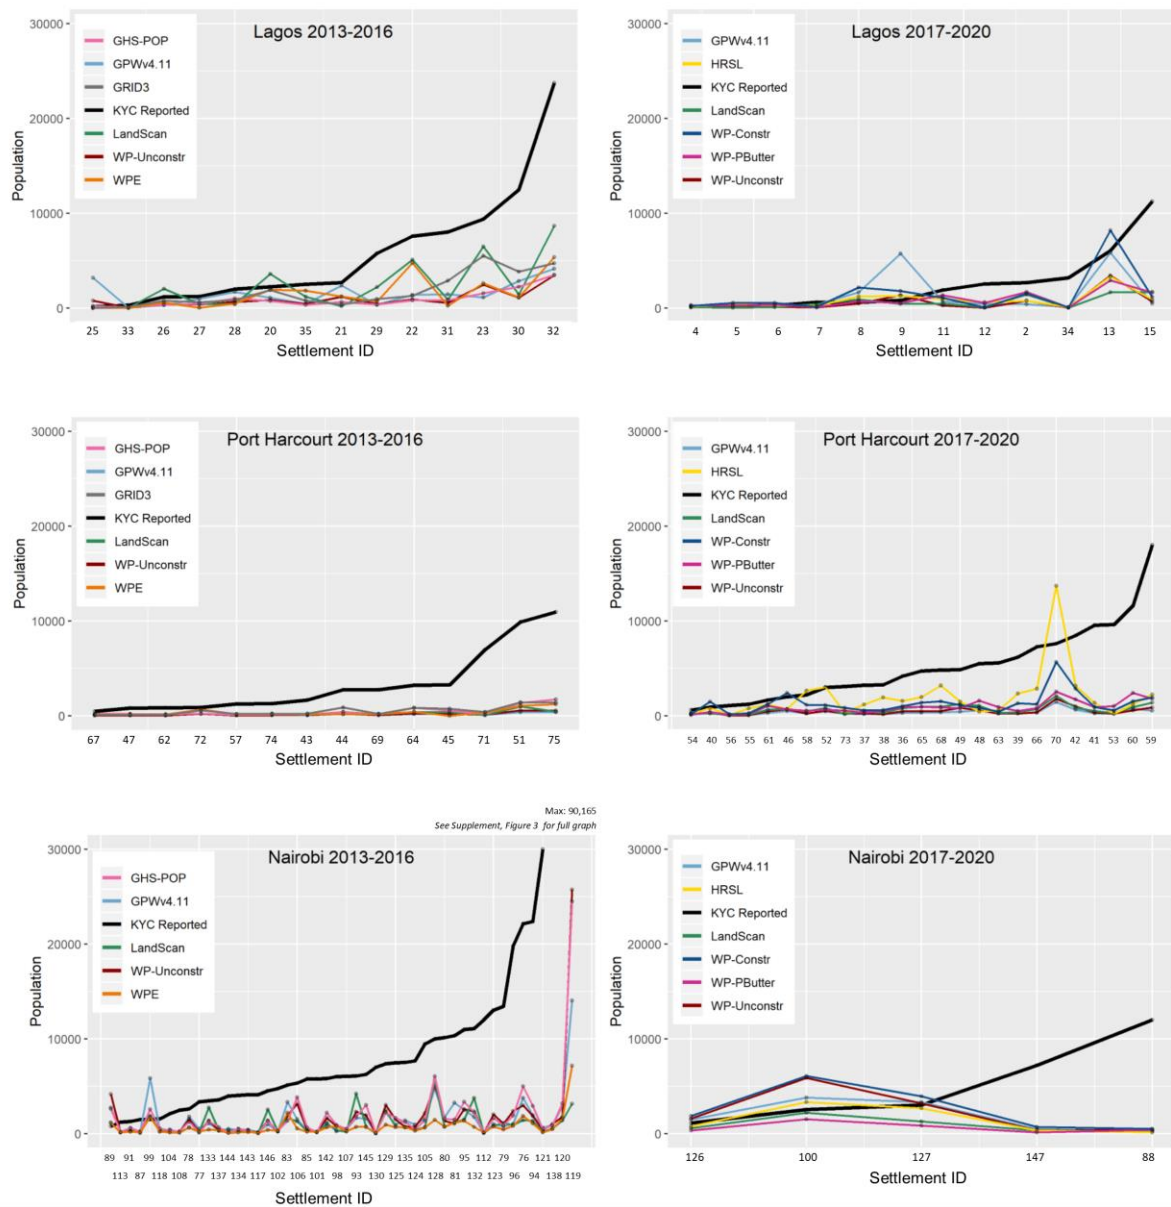 Lagos 2013-2016
30000
20000
10000
0
Population
GHS-POP
GPWv4.11
GRID3
KYC Reported
LandScan
WP-Unconstr
WPE
25 33 26 27 28 20 35 21 29 22 31 23 30 32
Settlement ID
Lagos 2017-2020
30000
20000
10000
0
Population
GPWv4.11
HRSL
KYC Reported
LandScan
WP-Constr
WP-PButter
WP-Unconstr
4 5 6 7 8 9 11 12 2 34 13 15
Settlement ID
Port Harcourt 2013-2016
30000
20000
10000
0
Population
GHS-POP
GPWv4.11
GRID3
KYC Reported
LandScan
WP-Unconstr
WPE
67 47 62 72 57 74 43 44 69 64 45 71 51 75
Settlement ID
Port Harcourt 2017-2020
30000
20000
10000
0
Population
GPWv4.11
HRSL
KYC Reported
LandScan
WP-Constr
WP-PButter
WP-Unconstr
54 40 56 55 61 46 58 52 73 37 38 36 65 68 49 48 63 39 66 70 42 41 53 60 59
Settlement ID
Max: 90,165
See Supplement, Figure 3 for full graph
Nairobi 2013-2016
30000
20000
10000
0
Population
GHS-POP
GPWv4.11
KYC Reported
LandScan
WP-Unconstr
WPE
89 91 99 104 78 133 144 143 146 83 85 142 107 129 135 105 80 95 112 79 76 121 120
113 87 118 108 77 137 134 117 102 106 101 98 93 130 125 124 128 81 132 127 96 94 138 119
Settlement ID
Nairobi 2017-2020
30000
20000
10000
0
Population
GPWv4.11
HRSL
KYC Reported
LandScan
WP-Constr
WP-PButter
WP-Unconstr
126 100 127 147 88
Settlement ID